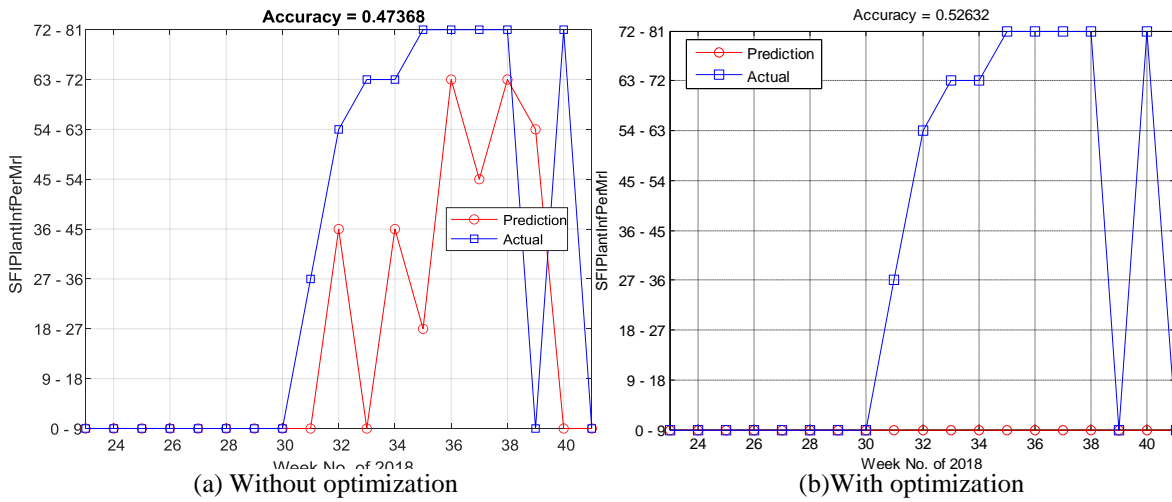 Accuracy = 0.47368
72 - 81
63 - 72
54 - 63
45 - 54
36 - 45
27 - 36
18 - 27
9 - 18
0 - 9
SFIPlantInfPerMrl
Prediction
Actual
24 26 28 30 32 34 36 38 40
Week No. of 2018
(a) Without optimization
Accuracy = 0.52632
72 - 81
63 - 72
54 - 63
45 - 54
36 - 45
27 - 36
18 - 27
9 - 18
0 - 9
SFIPlantInfPerMrl
Prediction
Actual
24 26 28 30 32 34 36 38 40
Week No. of 2018
(b)With optimization